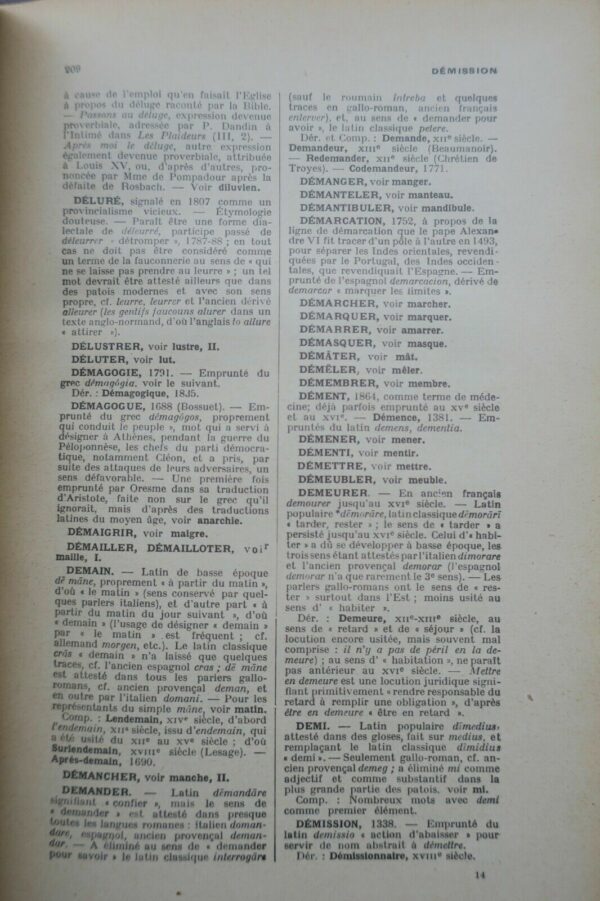 209
DÉMISSION
à cause de l'emploi qu'en faisait l'Eglise
à propos du déluge raconté par la Bible.
— Passons au déluge, expression devenue
proverbiale, adressée par P. Dandin à
l'Intimé dans Les Plaideurs (III, 2). —
Après moi le déluge, autre expression
également devenue proverbiale, attribuée
à Louis XV, ou, d'après d'autres, pro-
noncée par Mme de Pompadour après la
défaite de Rosbach. — Voir diluvien.
DÉLURÉ, signalé en 1807 comme un
provincialisme vicieux. — Étymologie
douteuse. — Paraît être une forme dia-
lectale de déleurré, participe passé de
déleurrer « détromper », 1787-88 ; en tout
cas ne doit pas être considéré comme
un terme de la fauconnerie au sens de « qui
ne se laisse pas prendre au leurre » ; un tel
mot devrait être attesté ailleurs que dans
des patois modernes et avec son sens
propre, cf. leurre, leurrer et l'ancien dérivé
alleurer (les gentifs faucouns alurer dans un
texte anglo-normand, d'où l'anglais to allure
« attirer »).
DÉLUSTRER, voir lustre, II.
DÉLUTER, voir lut.
DÉMAGOGIE, 1791. — Emprunté du
grec démagógia, voir le suivant.
Dér. : Démagogique, 1835.
DÉMAGOGUE, 1688 (Bossuet). — Em-
prunté du grec démagógos, proprement
« qui conduit le peuple », mot qui a servi à
désigner à Athènes, pendant la guerre du
Péloponnèse, les chefs du parti démocra-
tique, notamment Cléon, et a pris, par
suite des attaques de leurs adversaires, un
sens défavorable. — Une première fois
emprunté par Oresme dans sa traduction
d'Aristote, faite non sur le grec qu'il
ignorait, mais d'après des traductions
latines du moyen âge, voir anarchie.
DÉMAIGRIR, voir maigre.
DÉMAILLER, DÉMAILLOTER, voir
maille, I.
DEMAIN. — Latin de basse époque
dē māne, proprement « à partir du matin »,
d'où « le matin » (sens conservé par quel-
ques parlers italiens), et d'autre part « à
partir du matin du jour suivant », d'où
« demain » (l'usage de désigner « demain »
par « le matin » est fréquent ; cf.
allemand morgen, etc.). Le latin classique
crās « demain » n'a laissé que quelques
traces, cf. l'ancien espagnol cras ; dē māne
est attesté dans tous les parlers gallo-
romans, cf. ancien provençal deman, et
en outre par l'italien domani. — Pour les
représentants du simple māne, voir matin.
Comp. : Lendemain, XIVe siècle, d'abord
l'endemain, XIIe siècle, issu d'endemain, qui
a été usité du XIIe au XVe siècle ; d'où
Surlendemain, XVIIIe siècle (Lesage). —
Après-demain, 1690.
DÉMANCHER, voir manche, II.
DEMANDER. — Latin dēmandāre
signifiant « confier », mais le sens de
« demander » est attesté dans presque
toutes les langues romanes : italien doman-
dare, espagnol, ancien provençal deman-
dar. — A éliminé au sens de « demander
pour savoir » le latin classique interrogāre
(sauf le roumain întreba et quelques
traces en gallo-roman, ancien français
enterver), et, au sens de « demander pour
avoir », le latin classique petere.
Dér. et Comp. : Demande, XIIe siècle. —
Demandeur, XIIIe siècle (Beaumanoir).
— Redemander, XIIe siècle (Chrétien de
Troyes). — Codemandeur, 1771.
DÉMANGER, voir manger.
DÉMANTELER, voir manteau.
DÉMANTIBULER, voir mandibule.
DÉMARCATION, 1752, à propos de la
ligne de démarcation que le pape Alexan-
dre VI fit tracer d'un pôle à l'autre en 1493,
pour séparer les Indes orientales, revendi-
quées par le Portugal, des Indes occiden-
tales, que revendiquait l'Espagne. — Em-
prunté de l'espagnol demarcacion, dérivé de
demarcar « marquer les limites ».
DÉMARCHER, voir marcher.
DÉMARQUER, voir marquer.
DÉMARRER, voir amarrer.
DÉMASQUER, voir masque.
DÉMÂTER, voir mât.
DÉMÊLER, voir mêler.
DÉMEMBRER, voir membre.
DÉMENT, 1864, comme terme de méde-
cine; déjà parfois emprunté au XVe siècle
et au XVIe. — Démence, 1381. — Em-
pruntés du latin demens, dementia.
DÉMENER, voir mener.
DÉMENTI, voir mentir.
DÉMETTRE, voir mettre.
DÉMEUBLER, voir meuble.
DEMEURER. — En ancien français
demourer jusqu'au XVIe siècle. — Latin
populaire *dēmorāre, latin classique dēmorārī
« tarder, rester » ; le sens de « tarder » a
persisté jusqu'au XVIe siècle. Celui d'« habi-
ter » a dû se développer à basse époque, les
trois sens étant attestés par l'italien dimorare
et l'ancien provençal demorar (l'espagnol
demorar n'a que rarement le 3e sens). — Les
parlers gallo-romans ont le sens de « res-
ter » surtout dans l'Est ; moins usité au
sens d' « habiter ».
Dér. : Demeure, XIIe-XIIIe siècle, au
sens de « retard » et de « séjour » (cf. la
locution encore usitée, mais souvent mal
comprise : il n'y a pas de péril en la de-
meure) ; au sens d' « habitation », ne paraît
pas antérieur au XVIe siècle. — Mettre
en demeure est une locution juridique signi-
fiant primitivement « rendre responsable du
retard à remplir une obligation », d'après
être en demeure « être en retard ».
DEMI. — Latin populaire dimedius,
attesté dans des gloses, fait sur medius, et
remplaçant le latin classique dimidius
« demi ». — Seulement gallo-roman, cf. an-
cien provençal demeg ; a éliminé mi comme
adjectif et comme substantif dans la
plus grande partie des patois. voir mi.
Comp. : Nombreux mots avec demi
comme premier élément.
DÉMISSION, 1338. — Emprunté du
latin demissio « action d'abaisser » pour
servir de nom abstrait à démettre.
Dér. : Démissionnaire, XVIIIe siècle.
14